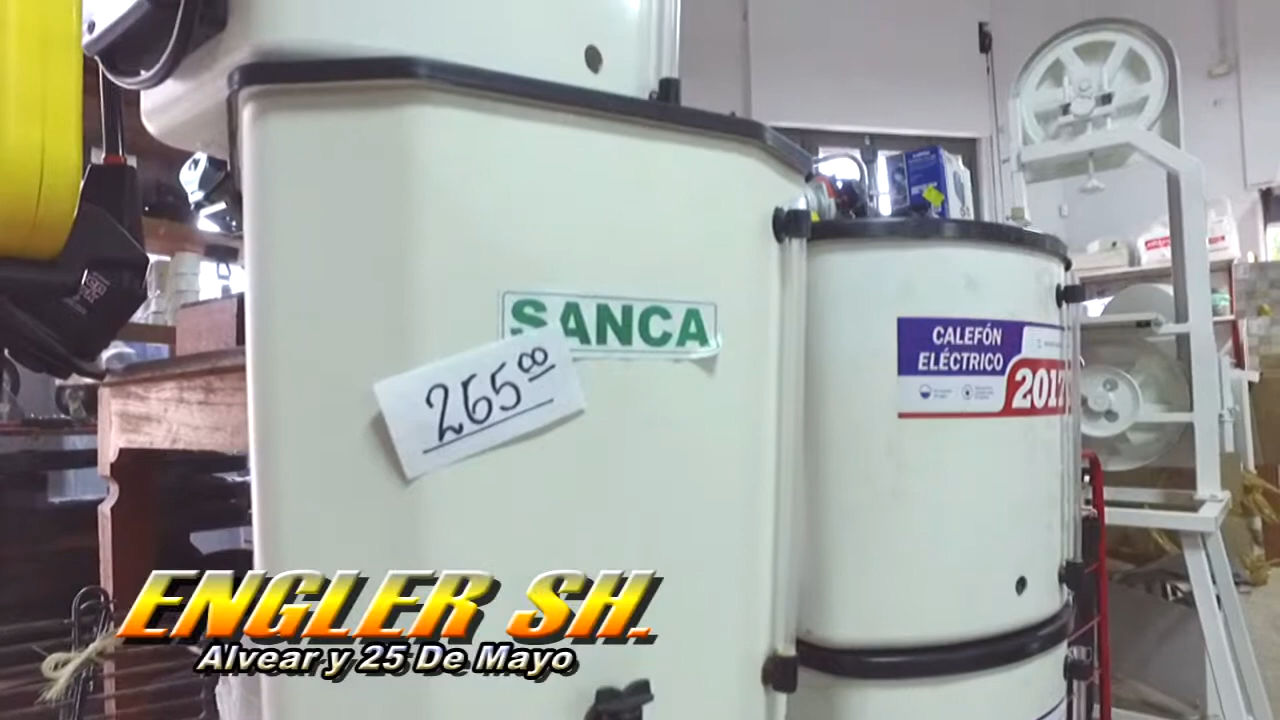 SANCA
265⁰⁰
CALEFÓN
ELÉCTRICO
2017
ENGLER SH.
Alvear y 25 De Mayo